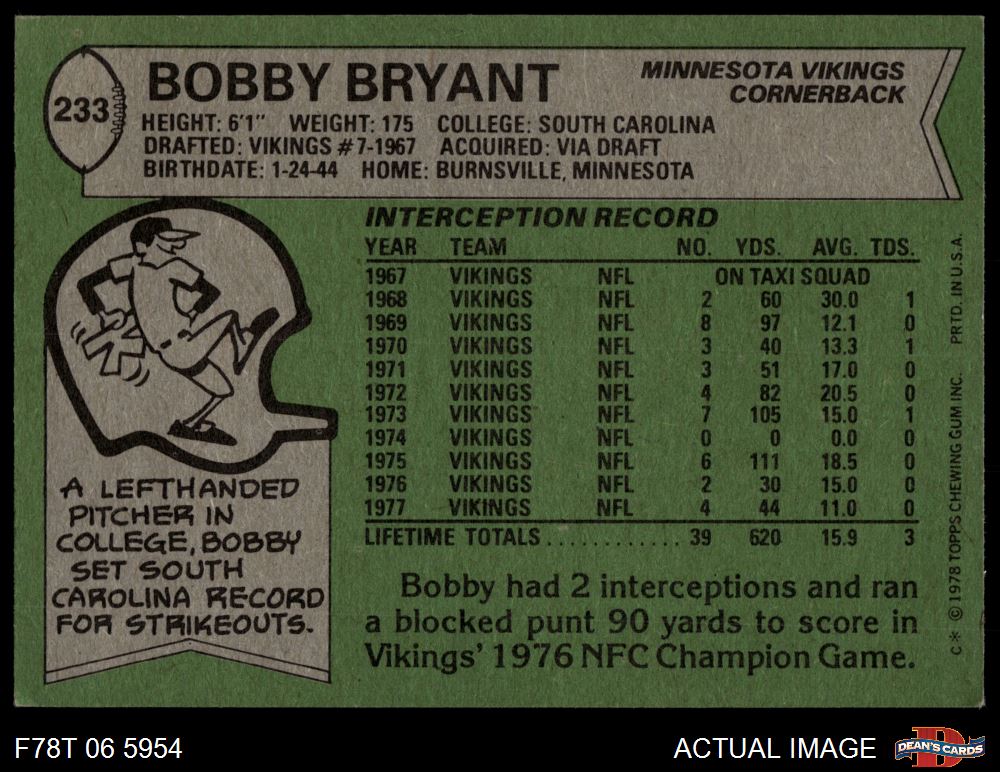 233
BOBBY BRYANT
MINNESOTA VIKINGS
CORNERBACK
HEIGHT: 6'1" WEIGHT: 175 COLLEGE: SOUTH CAROLINA
DRAFTED: VIKINGS #7-1967 ACQUIRED: VIA DRAFT
BIRTHDATE: 1-24-44 HOME: BURNSVILLE, MINNESOTA
INTERCEPTION RECORD
YEAR TEAM NO. YDS. AVG. TDS.
1967 VIKINGS NFL ON TAXI SQUAD
1968 VIKINGS NFL 2 60 30.0 1
1969 VIKINGS NFL 8 97 12.1 0
1970 VIKINGS NFL 3 40 13.3 1
1971 VIKINGS NFL 3 51 17.0 0
1972 VIKINGS NFL 4 82 20.5 0
1973 VIKINGS NFL 7 105 15.0 1
1974 VIKINGS NFL 0 0 0.0 0
1975 VIKINGS NFL 6 111 18.5 0
1976 VIKINGS NFL 2 30 15.0 0
1977 VIKINGS NFL 4 44 11.0 0
LIFETIME TOTALS............ 39 620 15.9 3
A LEFTHANDED
PITCHER IN
COLLEGE, BOBBY
SET SOUTH
CAROLINA RECORD
FOR STRIKEOUTS.
Bobby had 2 interceptions and ran
a blocked punt 90 yards to score in
Vikings' 1976 NFC Champion Game.
C* © 1978 TOPPS CHEWING GUM INC. PRTD. IN U.S.A.
F78T 06 5954
ACTUAL IMAGE
D
DEAN'S CARDS